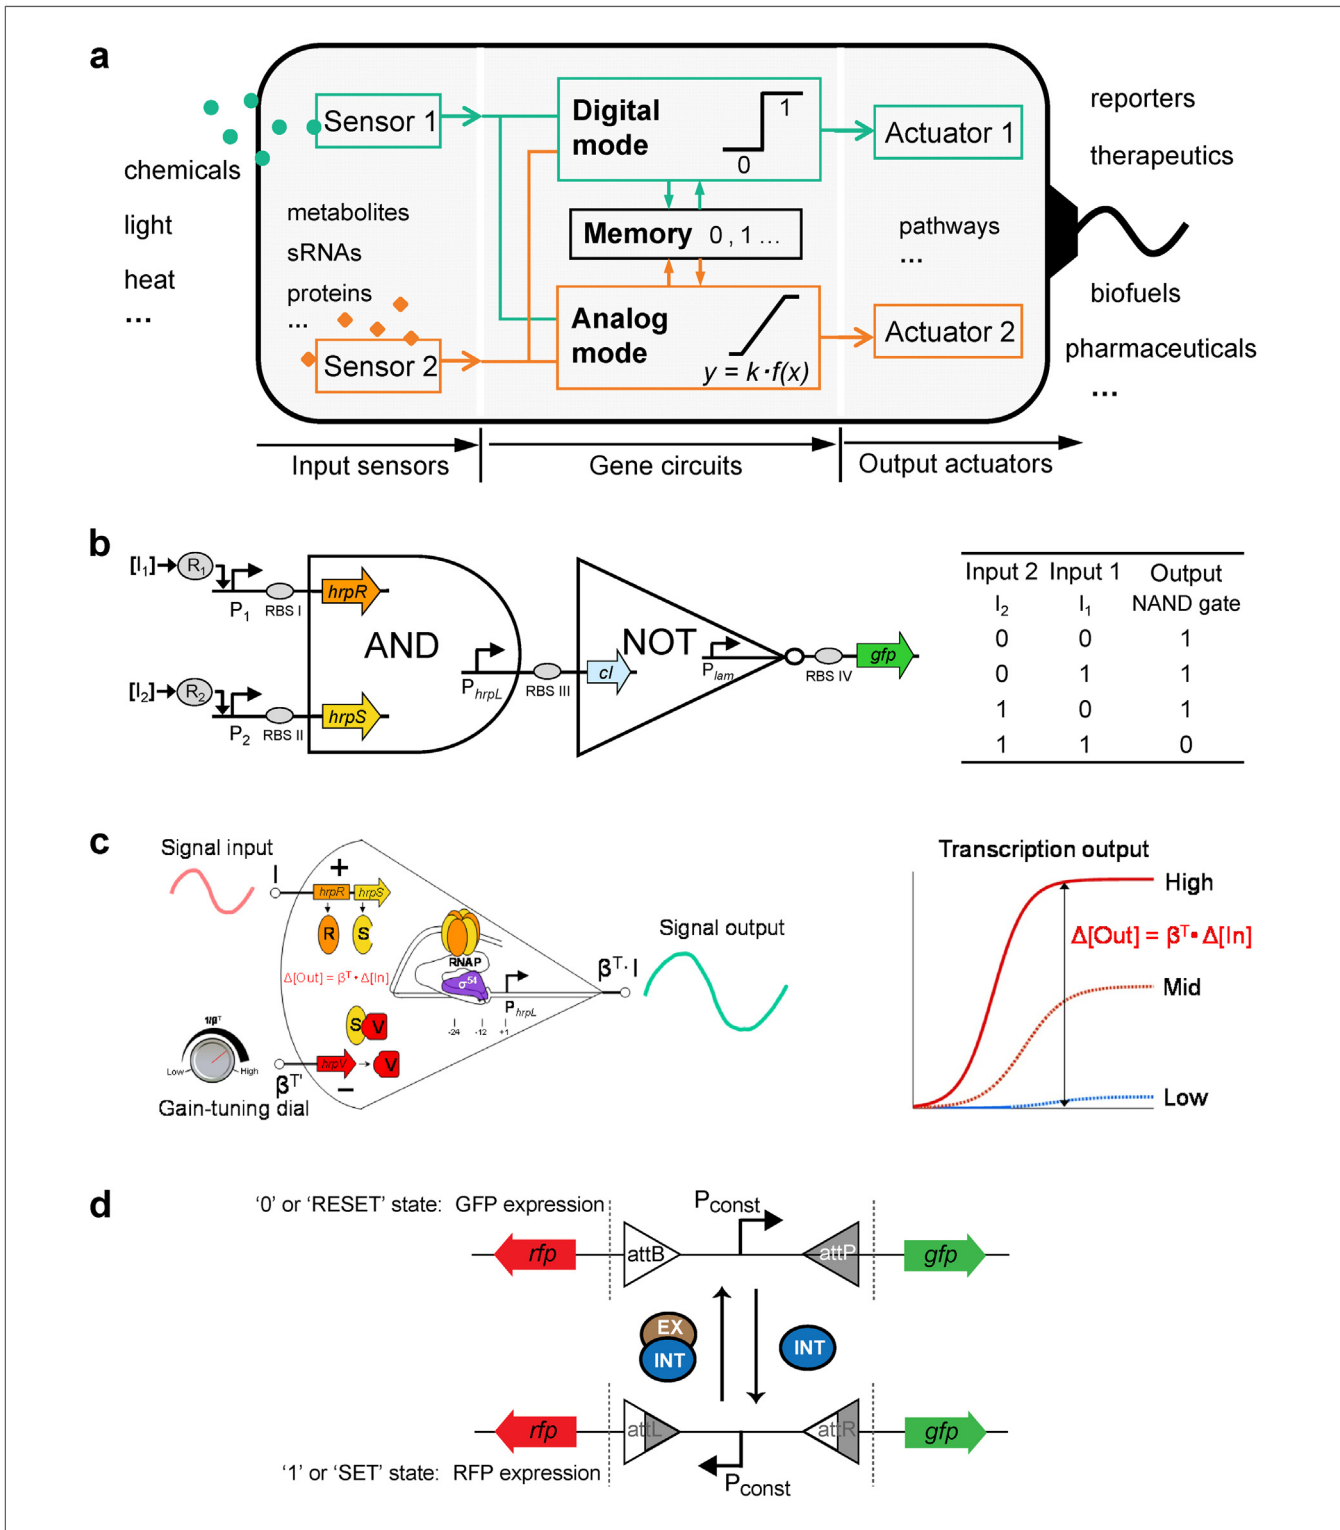 a
chemicals
light
heat
...
Sensor 1
metabolites
sRNAs
proteins
...
Sensor 2
Digital
mode
1
0
Memory 0 , 1 ...
Analog
mode
y = k·f(x)
Actuator 1
pathways
...
Actuator 2
reporters
therapeutics
biofuels
pharmaceuticals
...
Input sensors
Gene circuits
Output actuators
b
[I1]
R1
P1
RBS I
hrpR
AND
[I2]
R2
P2
RBS II
hrpS
PhrpL
RBS III
cI
NOT
Plam
RBS IV
gfp
Input 2 Input 1 Output
I2 I1 NAND gate
0 0 1
0 1 1
1 0 1
1 1 0
c
Signal input
I
+
hrpR hrpS
R S
Δ[Out] = βT· Δ[In]
RNAP
σ54
PhrpL
-24 -12 +1
βT· I
Signal output
1/βT
Low High
Gain-tuning dial
βT'
hrpV
S V
V
−
Transcription output
High
Δ[Out] = βT· Δ[In]
Mid
Low
d
‘0’ or ‘RESET’ state: GFP expression
Pconst
rfp attB attP gfp
EX
INT
INT
rfp attL attR gfp
‘1’ or ‘SET’ state: RFP expression
Pconst